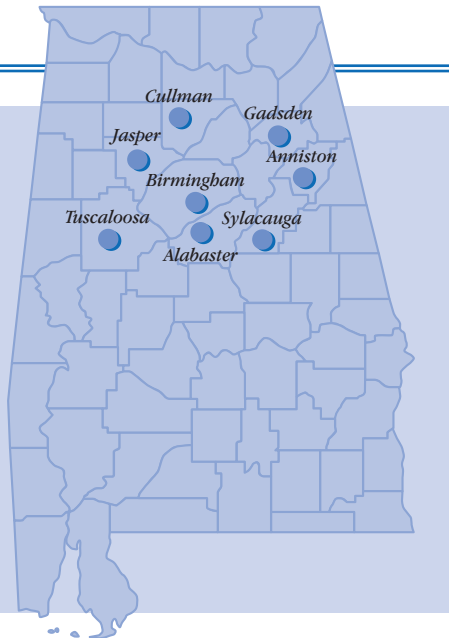 Cullman
Gadsden
Jasper
Anniston
Birmingham
Tuscaloosa
Sylacauga
Alabaster